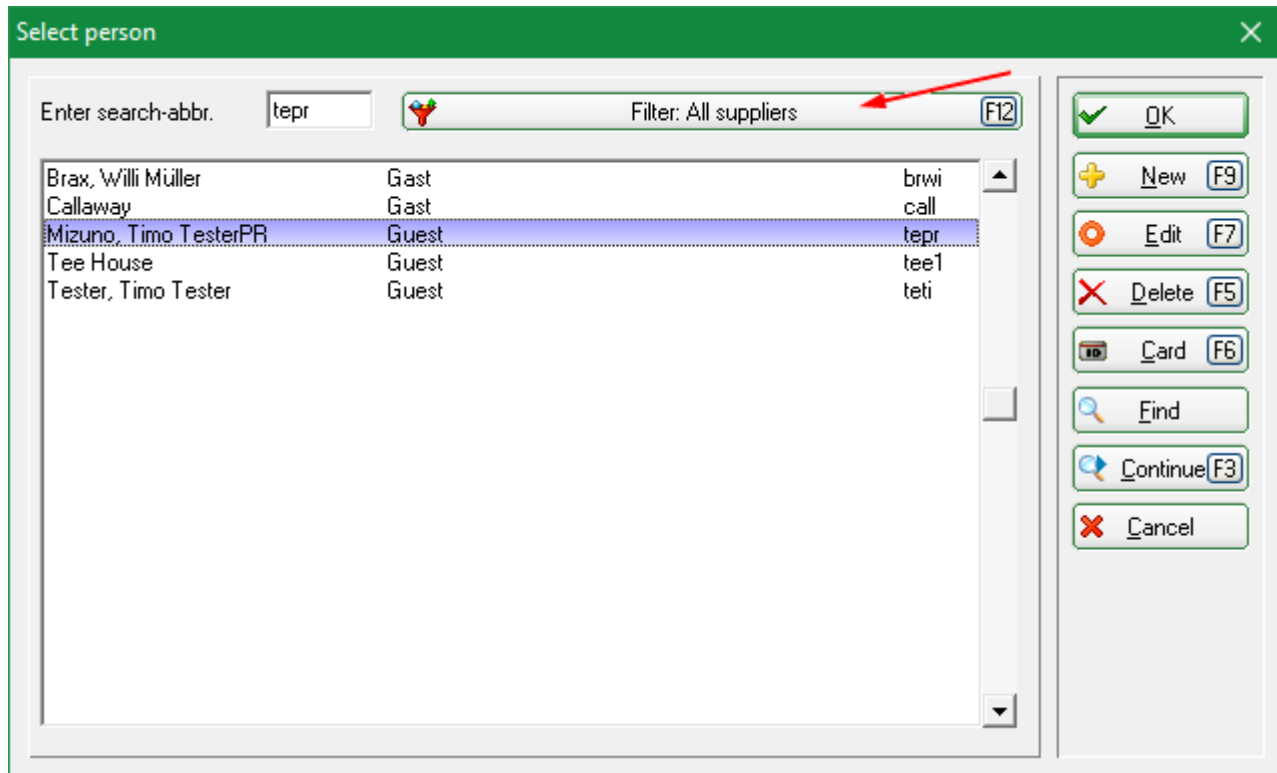 Select person
Enter search-abbr. tepr Filter: All suppliers F12
Brax, Willi Müller Gast brwi
Callaway Gast call
Mizuno, Timo TesterPR Guest tepr
Tee House Guest tee1
Tester, Timo Tester Guest teti
OK
New F9
Edit F7
Delete F5
ID Card F6
Find
Continue F3
Cancel